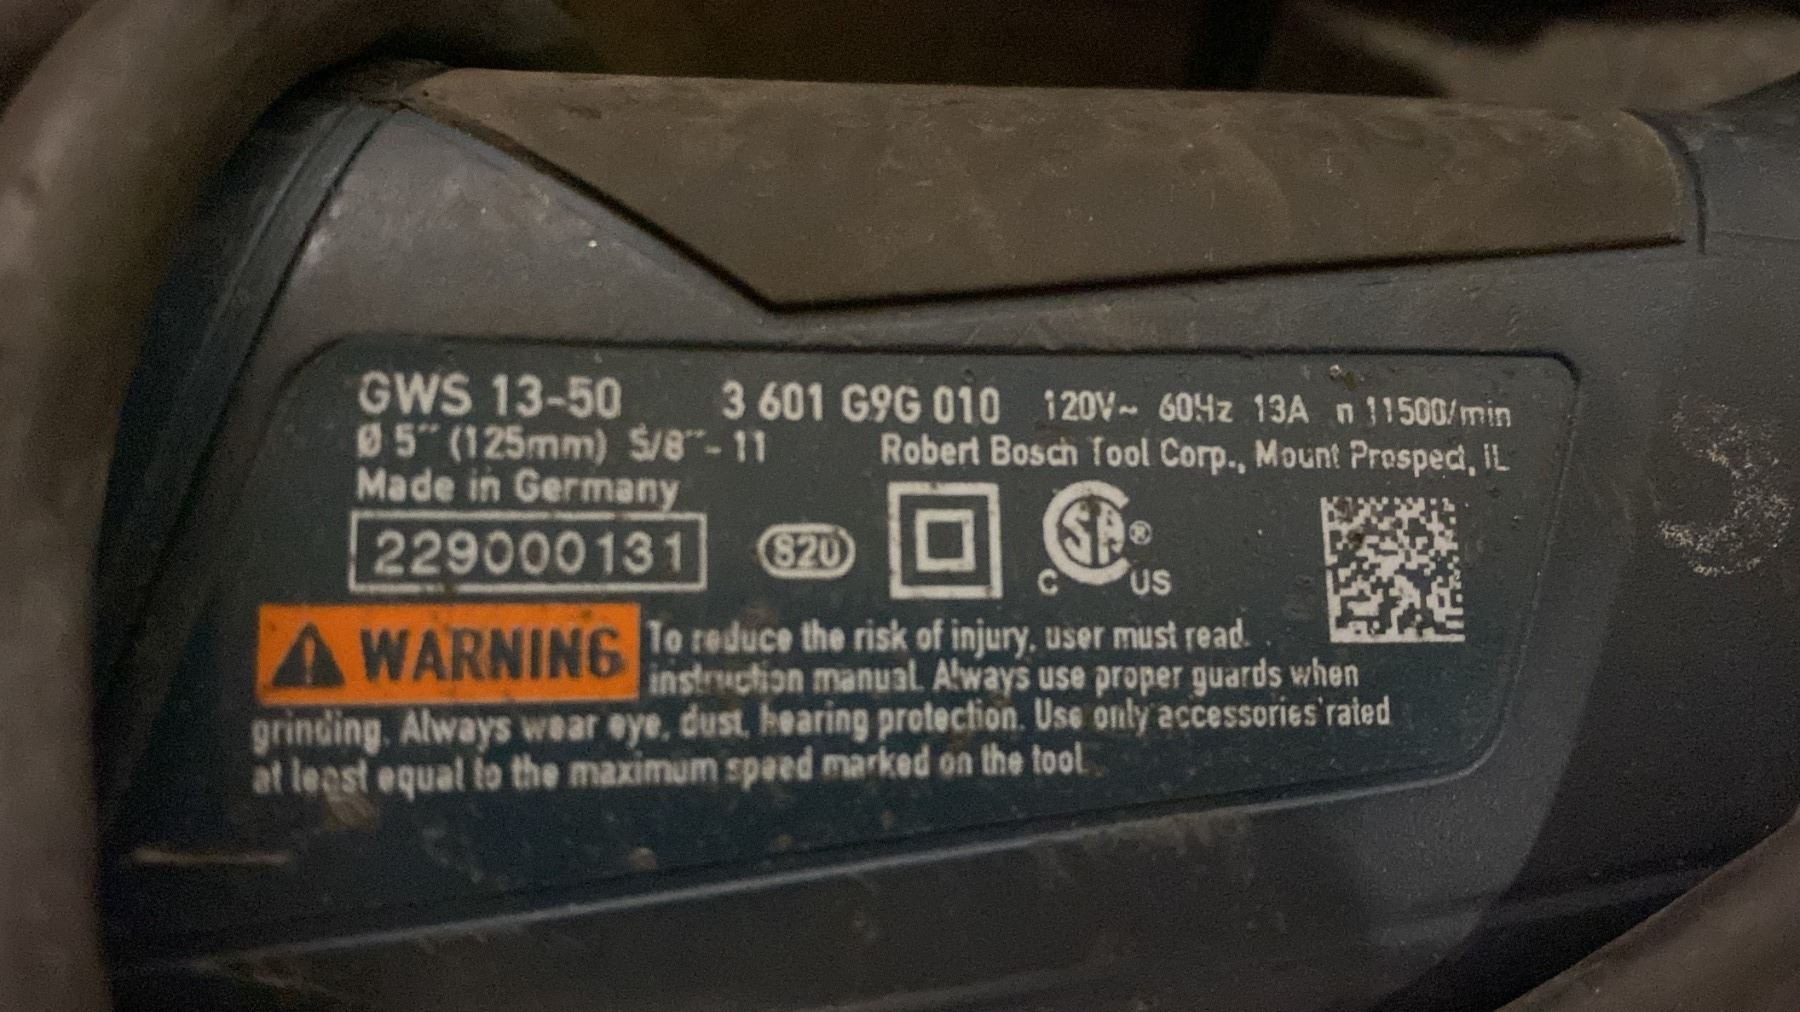 GWS 13-50 3 601 G9G 010 120V~ 60Hz 13A n 11500/min
Ø 5" (125mm) 5/8"- 11 Robert Bosch Tool Corp., Mount Prospect, IL
Made in Germany
229000131 S20 C SA ® US
WARNING To reduce the risk of injury, user must read
instruction manual. Always use proper guards when
grinding. Always wear eye, dust, hearing protection. Use only accessories rated
at least equal to the maximum speed marked on the tool.